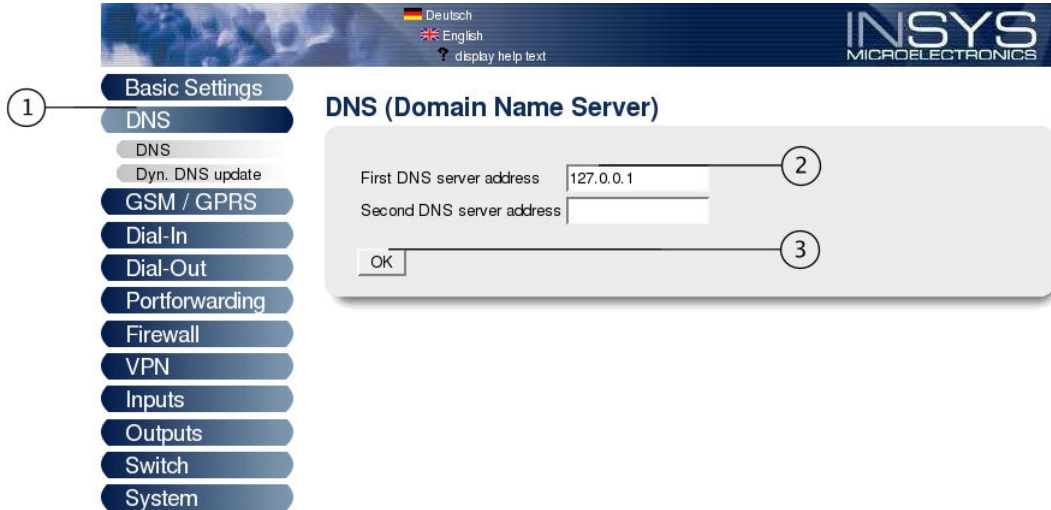 Deutsch
English
? display help text
INSYS
MICROELECTRONICS
Basic Settings
1
DNS
DNS
Dyn. DNS update
GSM / GPRS
Dial-In
Dial-Out
Portforwarding
Firewall
VPN
Inputs
Outputs
Switch
System
DNS (Domain Name Server)
First DNS server address 127.0.0.1 2
Second DNS server address
OK 3